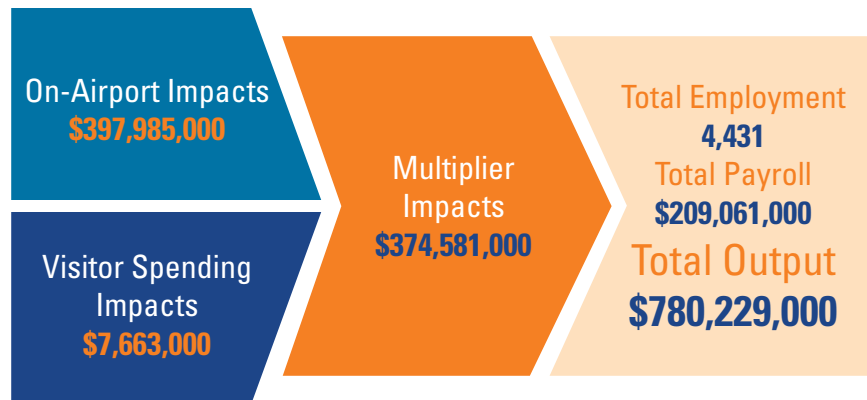 On-Airport Impacts
$397,985,000
Visitor Spending
Impacts
$7,663,000
Multiplier
Impacts
$374,581,000
Total Employment
4,431
Total Payroll
$209,061,000
Total Output
$780,229,000